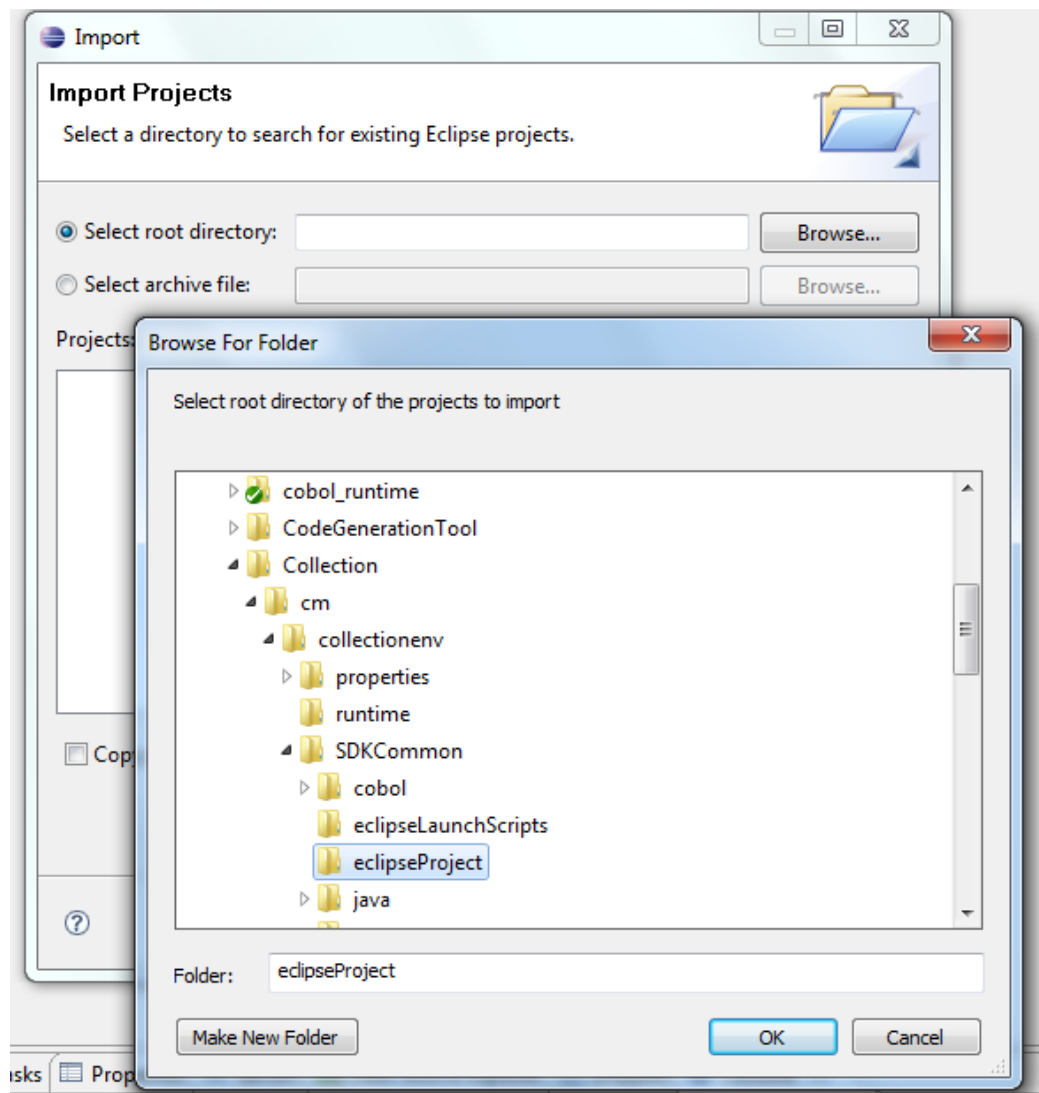 Import
Import Projects
Select a directory to search for existing Eclipse projects.
Select root directory:
Browse...
Select archive file:
Browse...
Projects:
Browse For Folder
Select root directory of the projects to import
cobol_runtime
CodeGenerationTool
Collection
cm
collectionenv
properties
runtime
SDKCommon
cobol
eclipseLaunchScripts
eclipseProject
java
Copy
Folder: eclipseProject
Make New Folder
OK
Cancel
asks
Prop